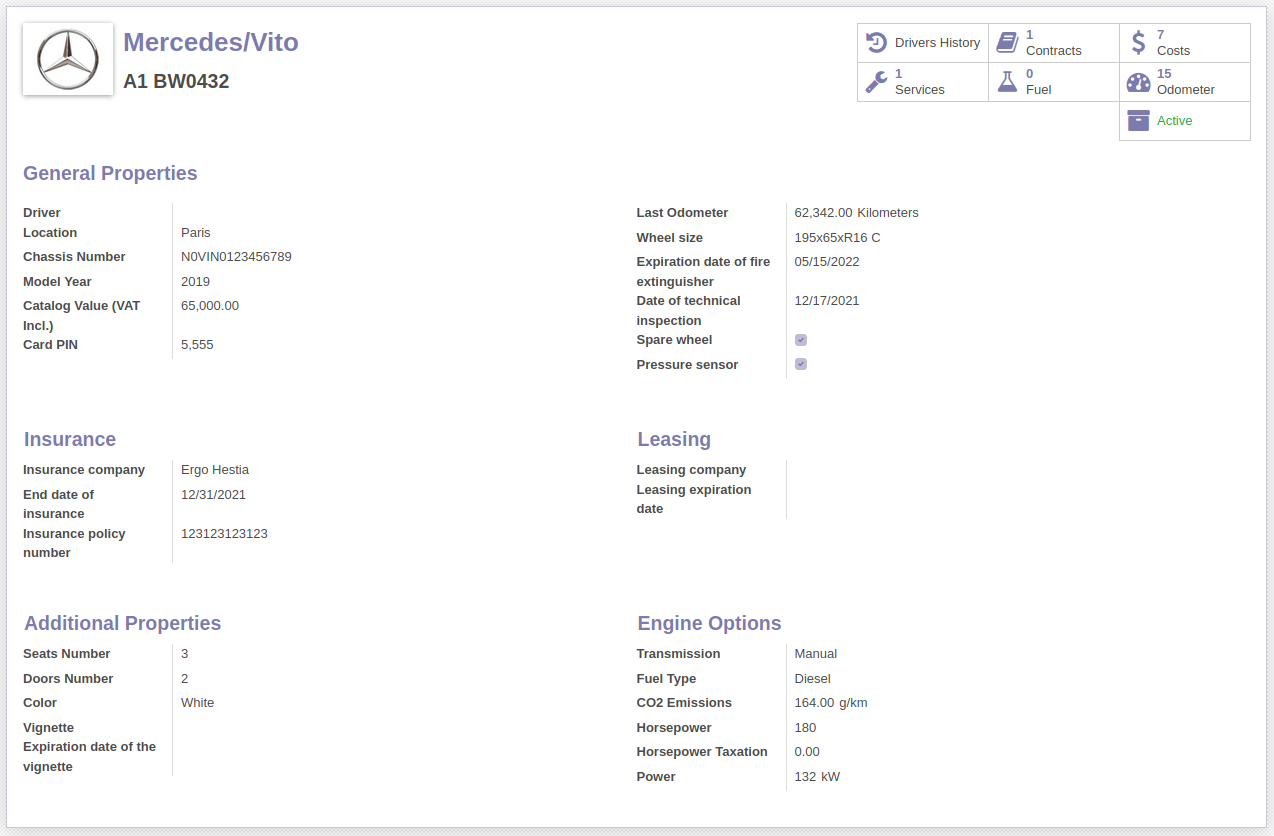 Mercedes/Vito
A1 BW0432
Drivers History
1
Contracts
7
Costs
1
Services
0
Fuel
15
Odometer
Active
General Properties
Driver
Location Paris
Chassis Number N0VIN0123456789
Model Year 2019
Catalog Value (VAT 65,000.00
Incl.)
Card PIN 5,555
Last Odometer 62,342.00 Kilometers
Wheel size 195x65xR16 C
Expiration date of fire 05/15/2022
extinguisher
Date of technical 12/17/2021
inspection
Spare wheel
Pressure sensor
Insurance
Insurance company Ergo Hestia
End date of 12/31/2021
insurance
Insurance policy 123123123123
number
Leasing
Leasing company
Leasing expiration
date
Additional Properties
Seats Number 3
Doors Number 2
Color White
Vignette
Expiration date of the
vignette
Engine Options
Transmission Manual
Fuel Type Diesel
CO2 Emissions 164.00 g/km
Horsepower 180
Horsepower Taxation 0.00
Power 132 kW